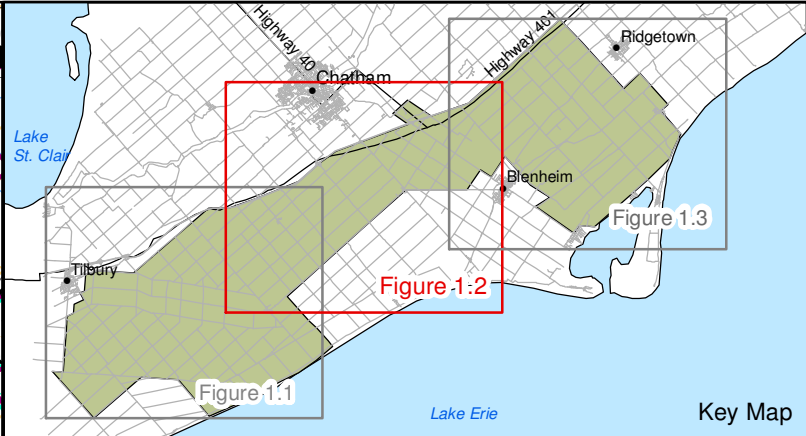 Highway 40
Highway 401
Ridgetown
Chatham
Lake
St. Clair
Blenheim
Figure 1.3
Tilbury
Figure 1.2
Figure 1.1
Lake Erie
Key Map